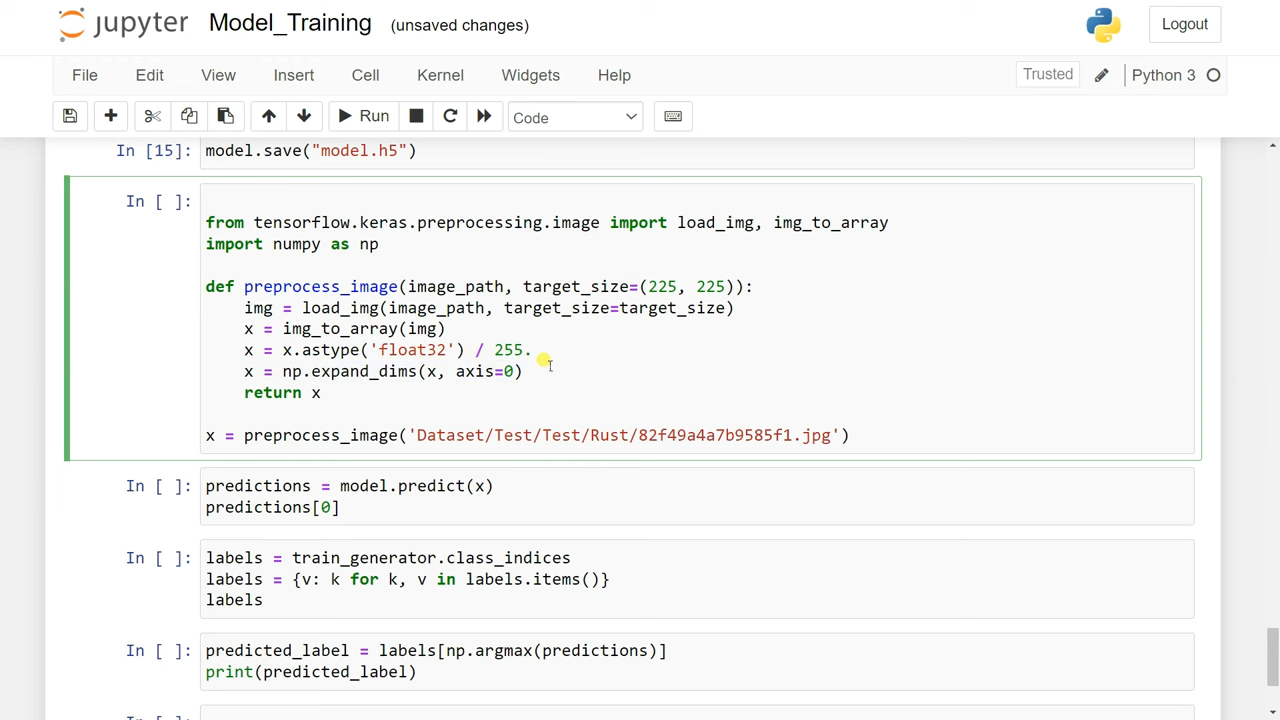 jupyter Model_Training (unsaved changes) Logout
File Edit View Insert Cell Kernel Widgets Help Trusted Python 3
Run Code
In [15]: model.save("model.h5")
In [ ]:
from tensorflow.keras.preprocessing.image import load_img, img_to_array
import numpy as np
def preprocess_image(image_path, target_size=(225, 225)):
img = load_img(image_path, target_size=target_size)
x = img_to_array(img)
x = x.astype('float32') / 255.
x = np.expand_dims(x, axis=0)
return x
x = preprocess_image('Dataset/Test/Test/Rust/82f49a4a7b9585f1.jpg')
In [ ]: predictions = model.predict(x)
predictions[0]
In [ ]: labels = train_generator.class_indices
labels = {v: k for k, v in labels.items()}
labels
In [ ]: predicted_label = labels[np.argmax(predictions)]
print(predicted_label)